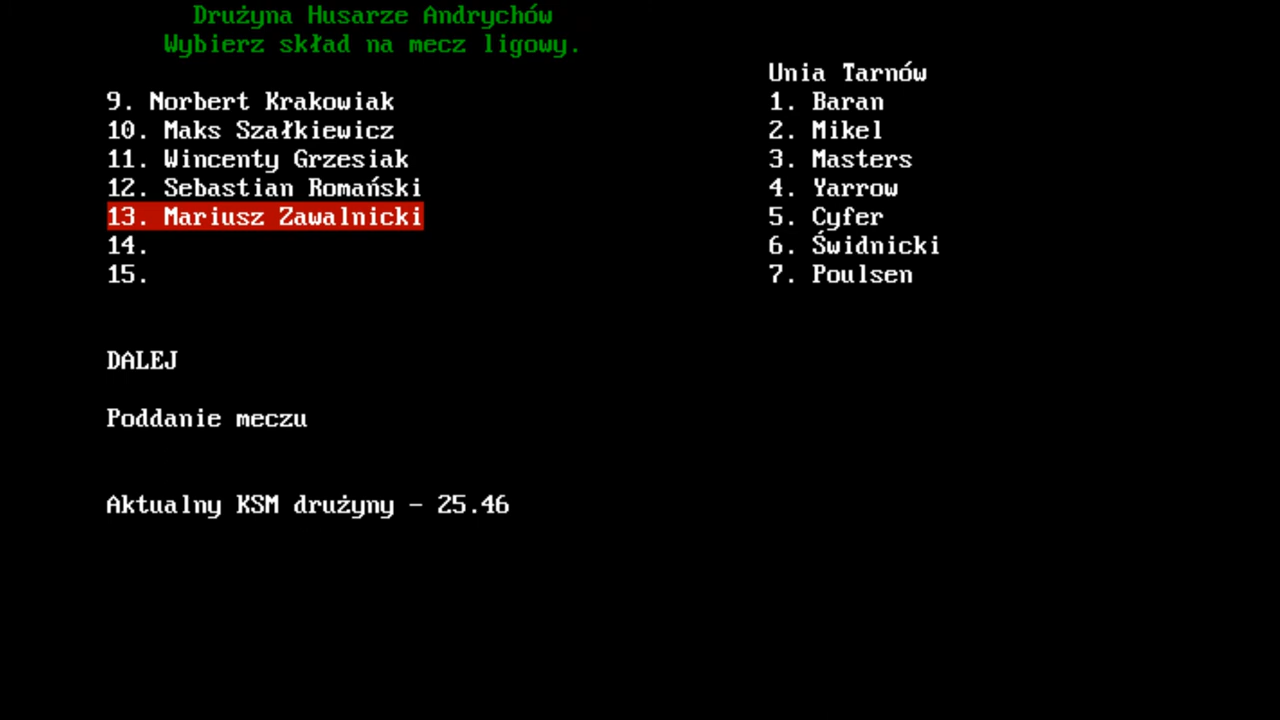 Drużyna Husarze Andrychów
Wybierz skład na mecz ligowy.
9. Norbert Krakowiak
10. Maks Szałkiewicz
11. Wincenty Grzesiak
12. Sebastian Romański
13. Mariusz Zawalnicki
14.
15.
DALEJ
Poddanie meczu
Aktualny KSM drużyny - 25.46
Unia Tarnów
1. Baran
2. Mikel
3. Masters
4. Yarrow
5. Cyfer
6. Świdnicki
7. Poulsen